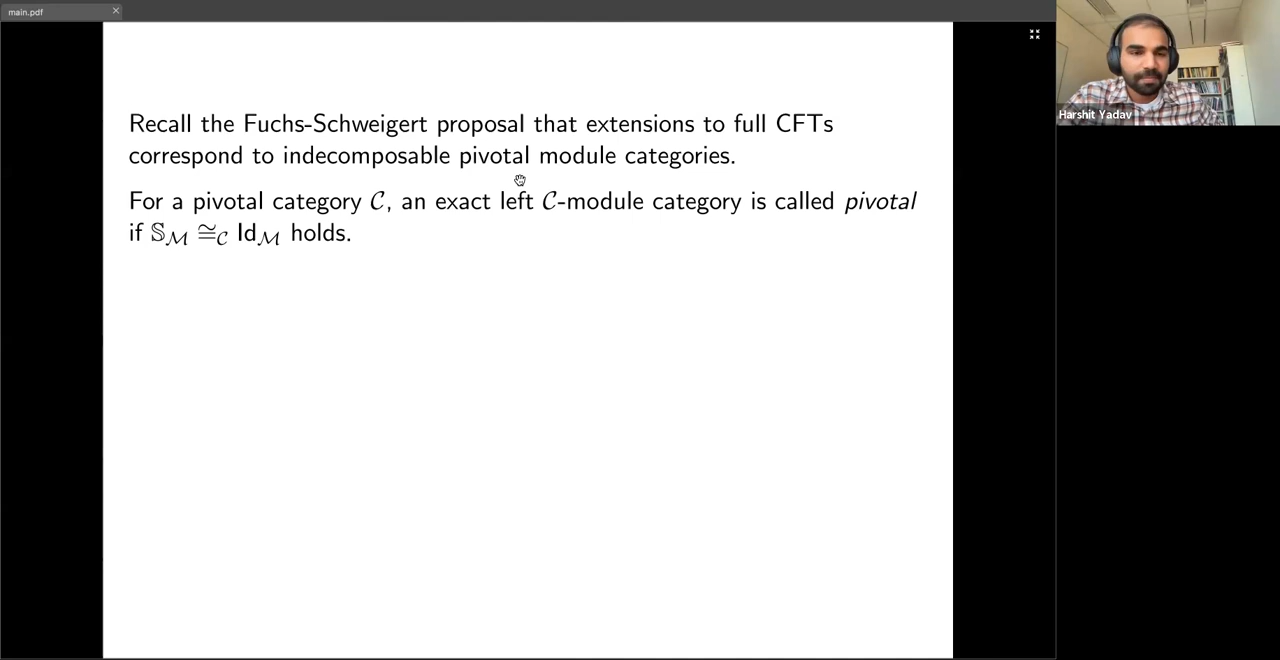 main.pdf
Recall the Fuchs-Schweigert proposal that extensions to full CFTs
correspond to indecomposable pivotal module categories.
For a pivotal category 𝒞, an exact left 𝒞-module category is called pivotal
if 𝕊_ℳ ≅_𝒞 Id_ℳ holds.
Harshit Yadav